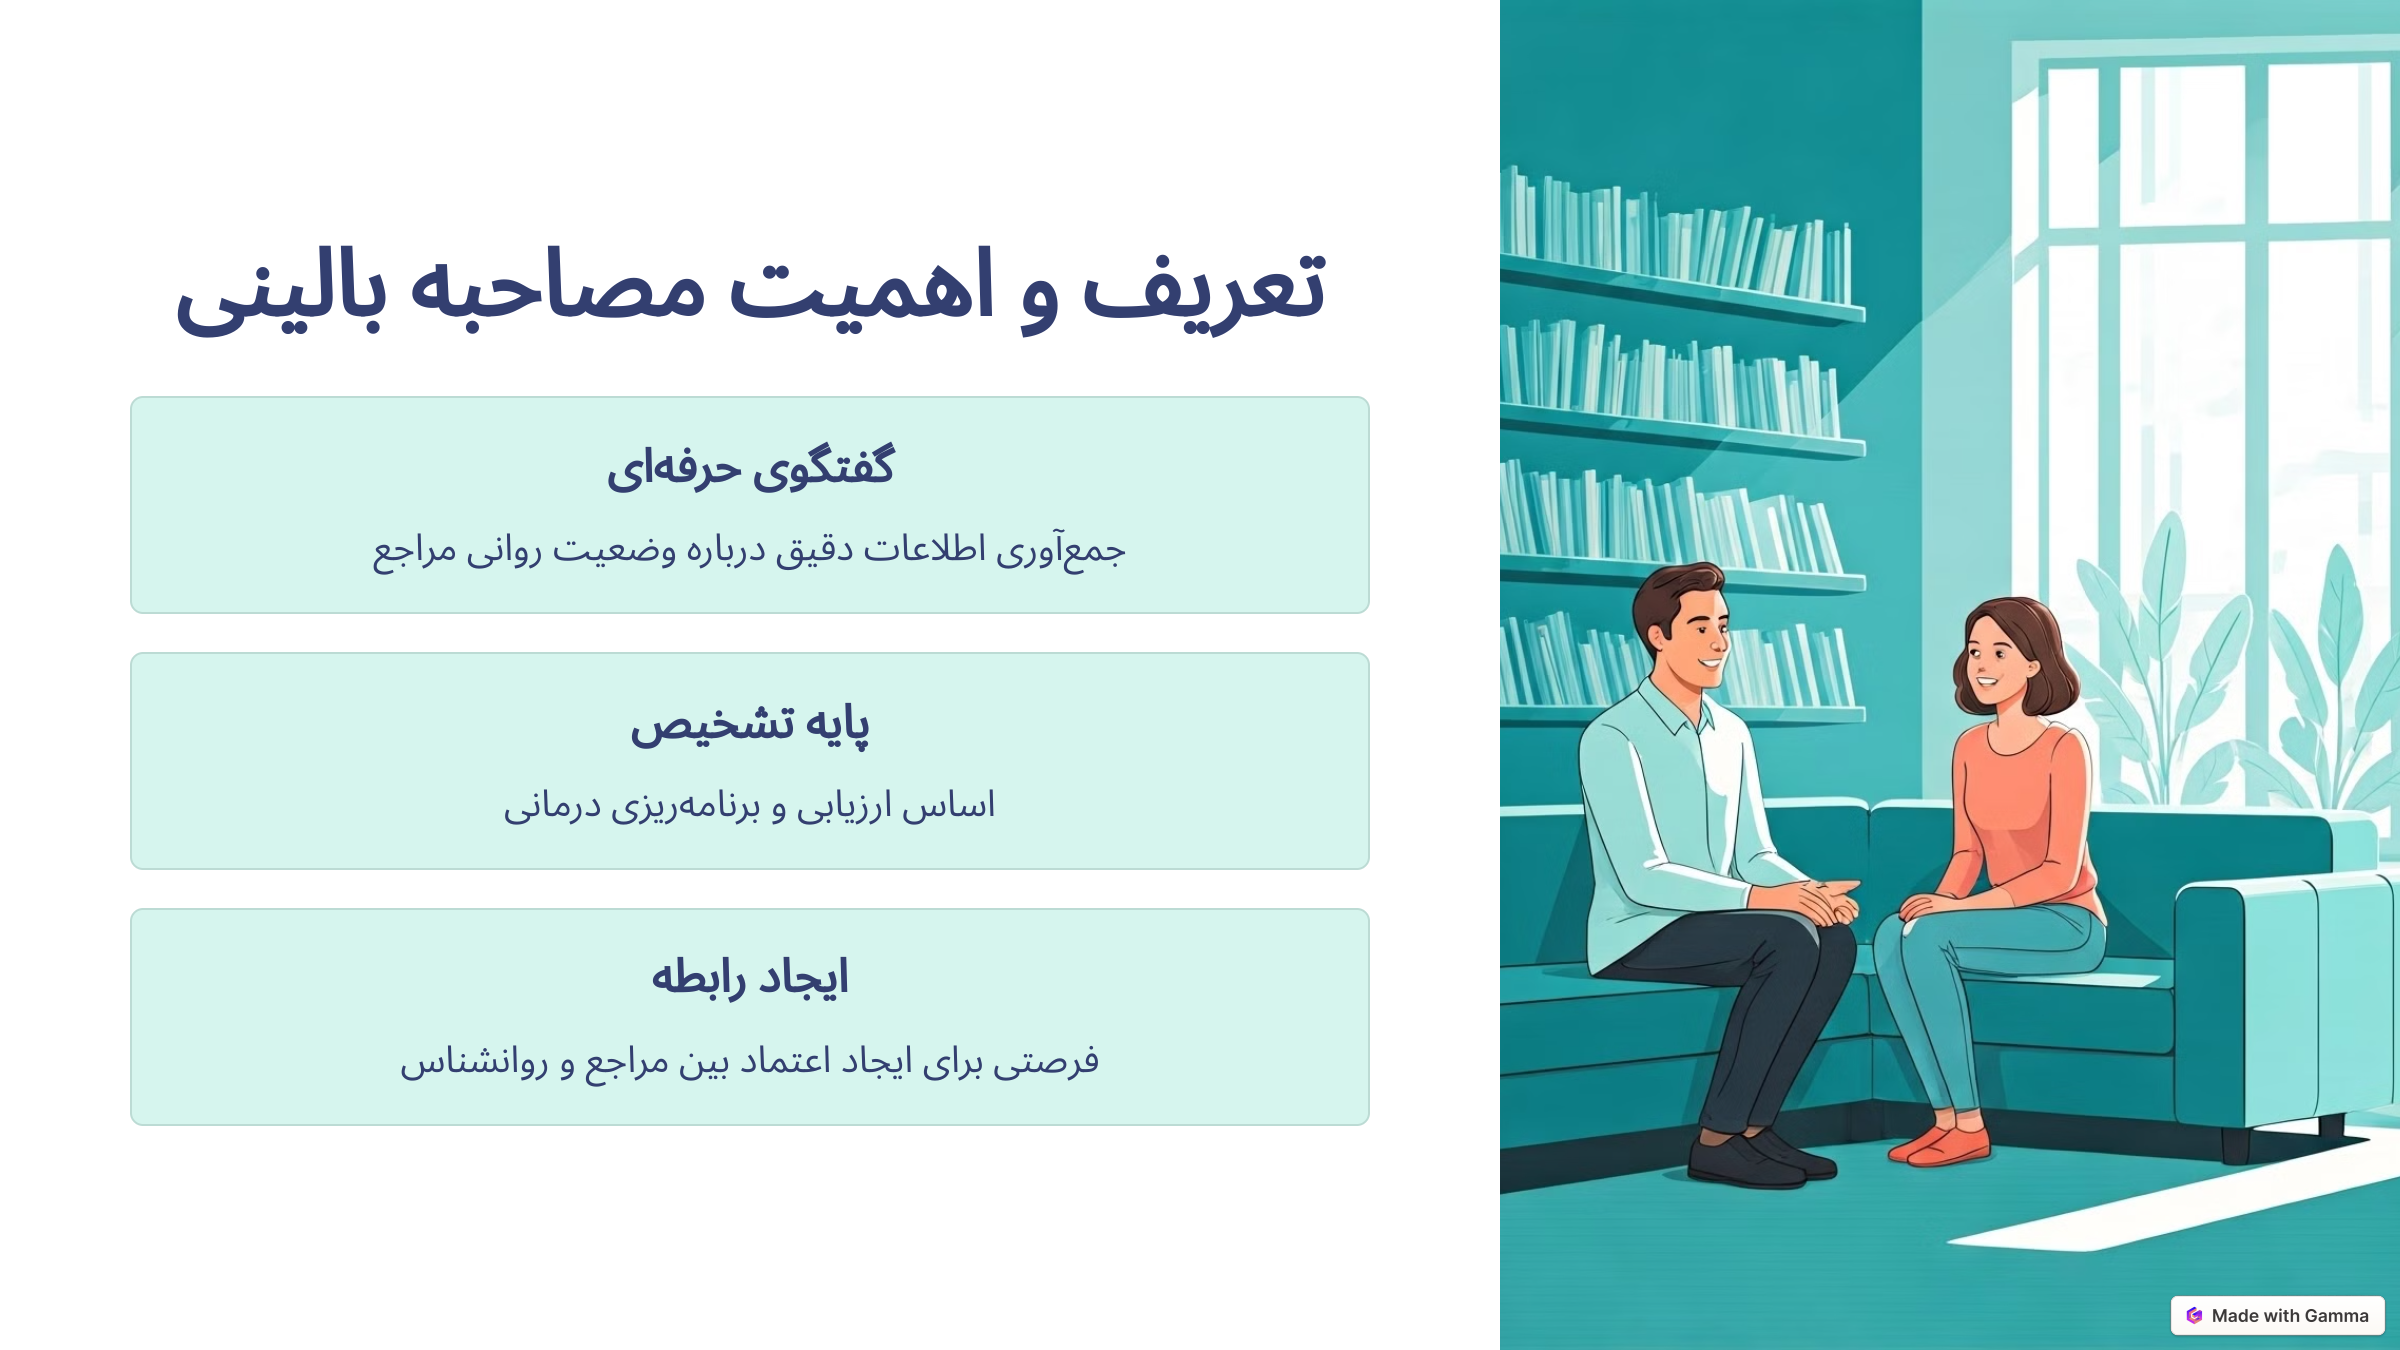 تعریف و اهمیت مصاحبه بالینی
گفتگوی حرفه‌ای
جمع‌آوری اطلاعات دقیق درباره وضعیت روانی مراجع
پایه تشخیص
اساس ارزیابی و برنامه‌ریزی درمانی
ایجاد رابطه
فرصتی برای ایجاد اعتماد بین مراجع و روانشناس
Made with Gamma